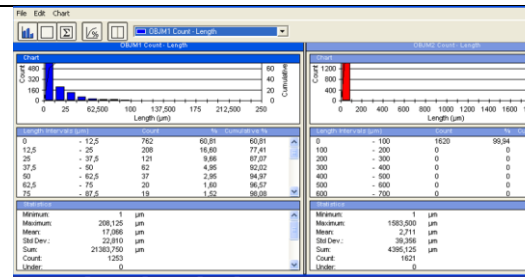 File Edit Chart
OBJM1 Count - Length
OBJM1 Count - Length
Chart
Count
480
320
160
0
60
40
20
0
Cumulative
0 25 62,500 100 137,500 175 212,500 250
Length (µm)
Length Intervals (µm) Count % Cumulative %
0 - 12,5 762 60,81 60,81
12,5 - 25 208 16,60 77,41
25 - 37,5 121 9,66 87,07
37,5 - 50 62 4,95 92,02
50 - 62,5 37 2,95 94,97
62,5 - 75 20 1,60 96,57
75 - 87,5 19 1,52 98,08
Statistics
Minimum: 1 µm
Maximum: 208,125 µm
Mean: 17,066 µm
Std Dev.: 22,810 µm
Sum: 21383,750 µm
Count: 1253
Under: 0
OBJM2 Count - Length
Chart
Count
1200
800
400
0
0 200 400 600 800 1000 1200 1400 1600
Length (µm)
Length Intervals (µm) Count %
0 - 100 1620 99,94
100 - 200 0 0
200 - 300 0 0
300 - 400 0 0
400 - 500 0 0
500 - 600 0 0
600 - 700 0 0
Statistics
Minimum: 1 µm
Maximum: 1583,500 µm
Mean: 2,711 µm
Std Dev.: 39,356 µm
Sum: 4395,125 µm
Count: 1621
Under: 0